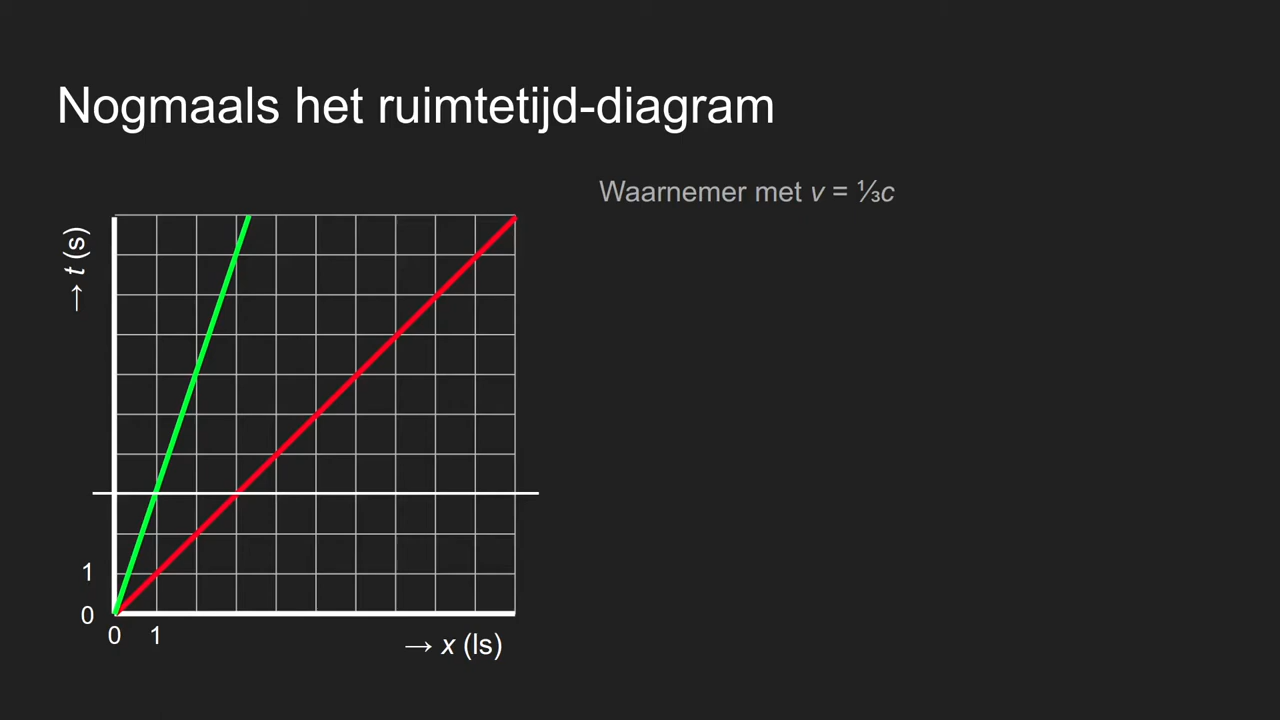 Nogmaals het ruimtetijd-diagram
Waarnemer met v = ⅓c
→ t (s)
1
0
0 1
→ x (ls)